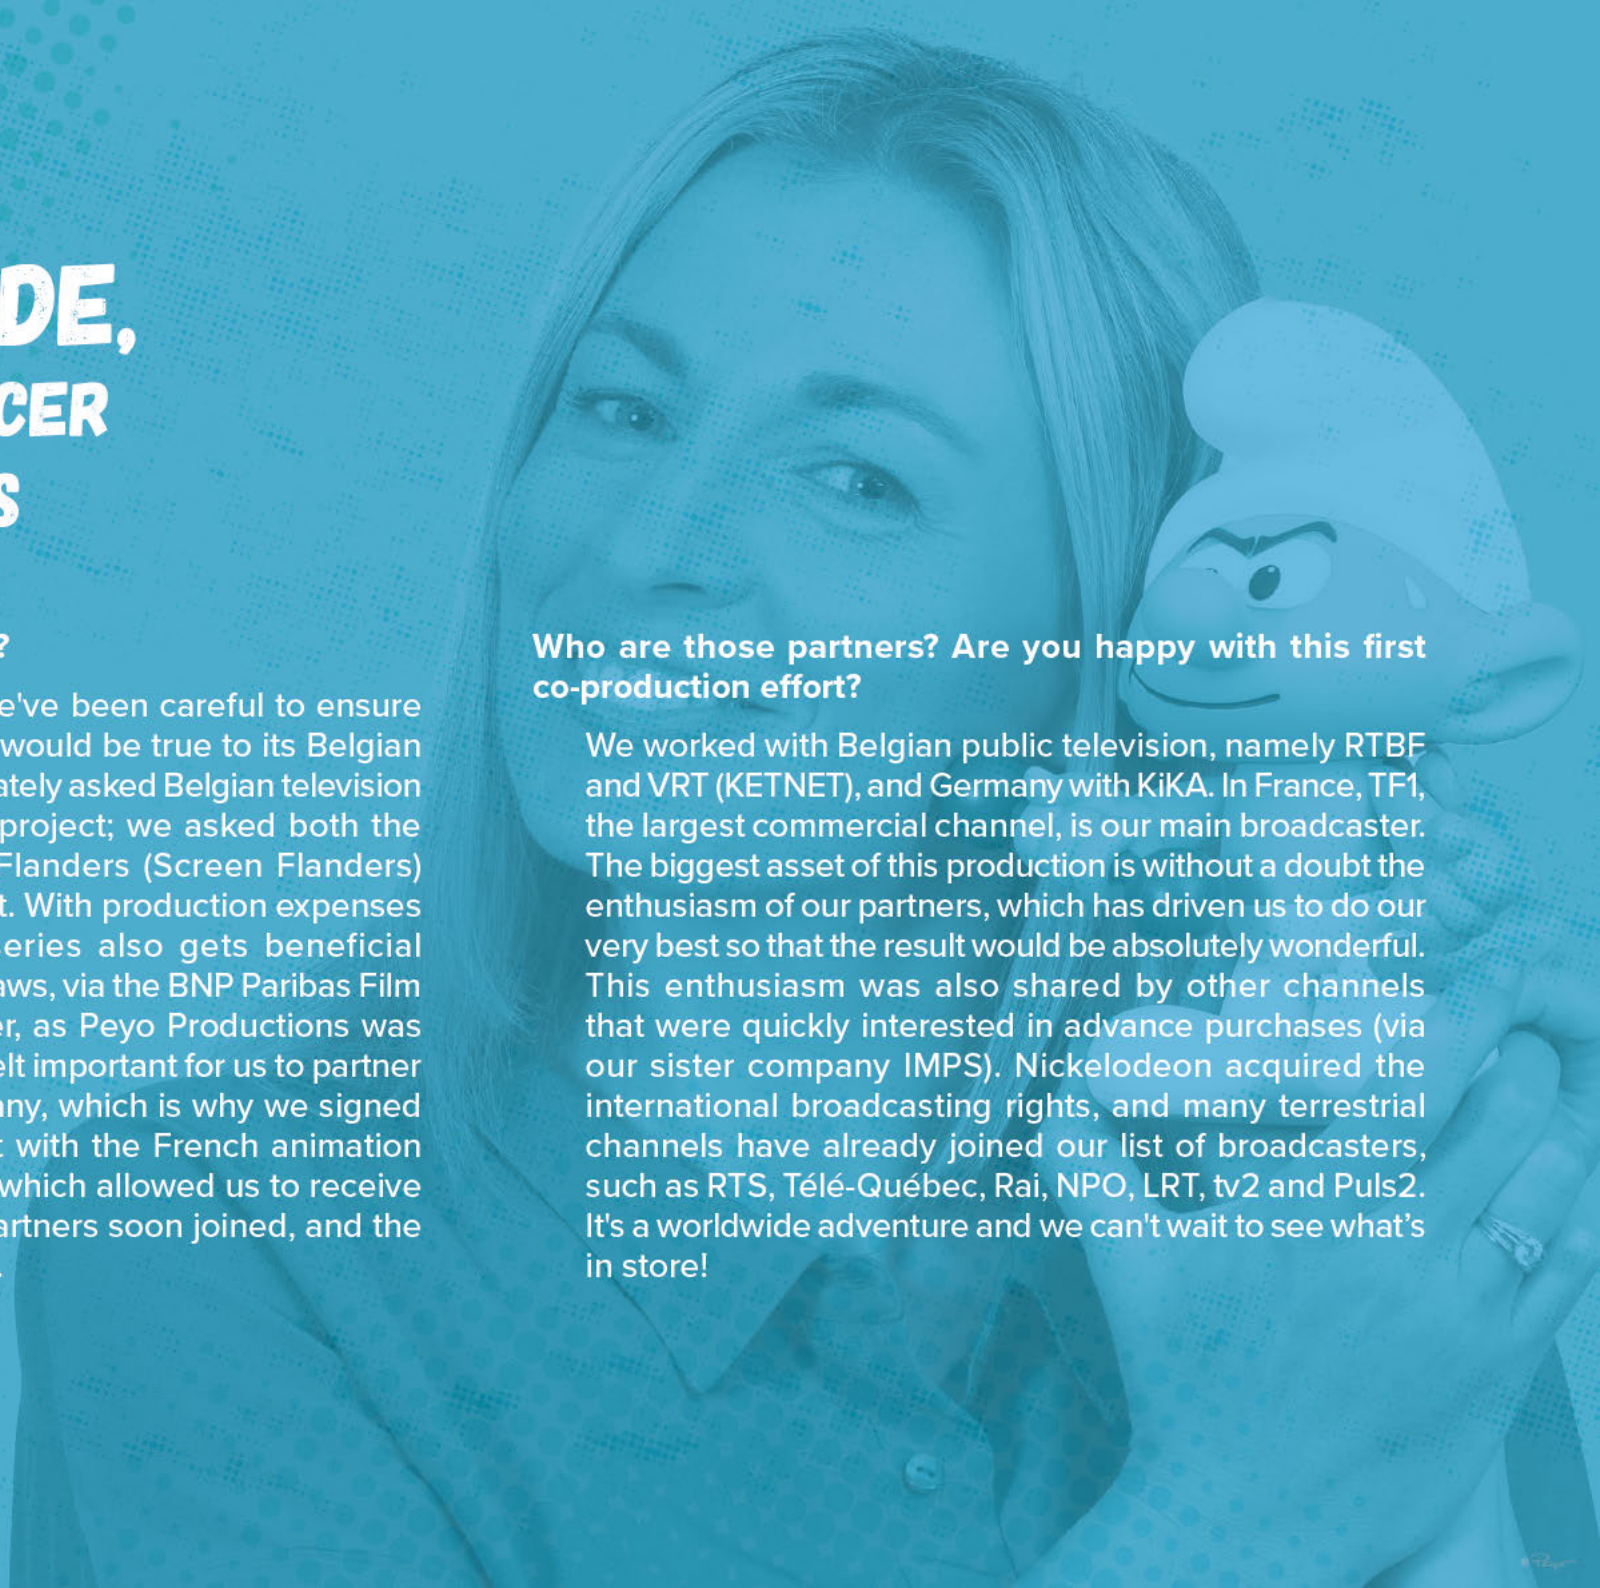 DE,
CER
S
?
e've been careful to ensure
would be true to its Belgian
ately asked Belgian television
project; we asked both the
Flanders (Screen Flanders)
t. With production expenses
eries also gets beneficial
aws, via the BNP Paribas Film
er, as Peyo Productions was
elt important for us to partner
any, which is why we signed
t with the French animation
which allowed us to receive
artners soon joined, and the
.
Who are those partners? Are you happy with this first
co-production effort?
We worked with Belgian public television, namely RTBF
and VRT (KETNET), and Germany with KiKA. In France, TF1,
the largest commercial channel, is our main broadcaster.
The biggest asset of this production is without a doubt the
enthusiasm of our partners, which has driven us to do our
very best so that the result would be absolutely wonderful.
This enthusiasm was also shared by other channels
that were quickly interested in advance purchases (via
our sister company IMPS). Nickelodeon acquired the
international broadcasting rights, and many terrestrial
channels have already joined our list of broadcasters,
such as RTS, Télé-Québec, Rai, NPO, LRT, tv2 and Puls2.
It's a worldwide adventure and we can't wait to see what’s
in store!
© Peyo